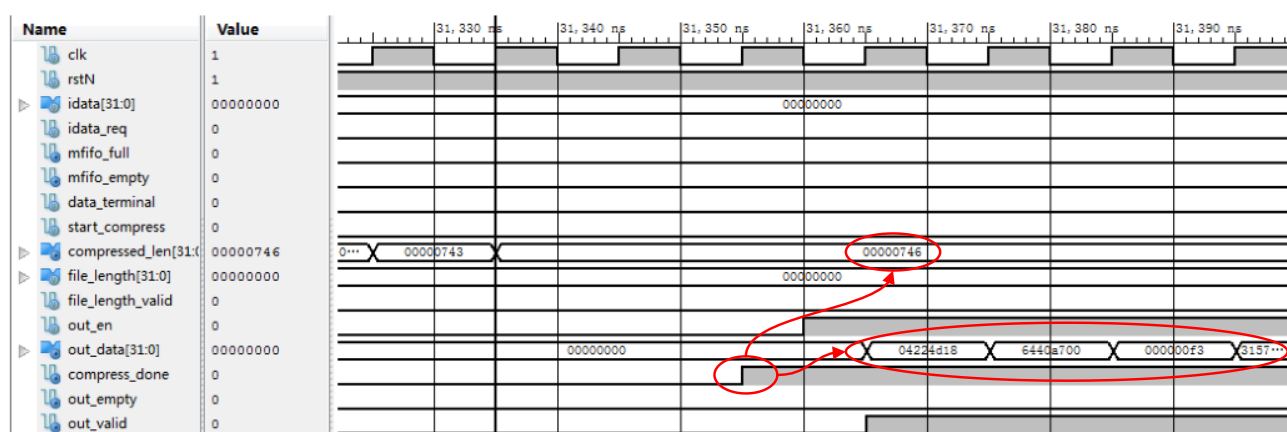 Name Value 31,330 ns 31,340 ns 31,350 ns 31,360 ns 31,370 ns 31,380 ns 31,390 ns
clk 1
rstN 1
idata[31:0] 00000000 00000000
idata_req 0
mfifo_full 0
mfifo_empty 0
data_terminal 0
start_compress 0
compressed_len[31:( 00000746 0··· 00000743 00000746
file_length[31:0] 00000000 00000000
file_length_valid 0
out_en 0
out_data[31:0] 00000000 00000000 04224d18 6440a700 000000f3 3157···
compress_done 0
out_empty 0
out_valid 0